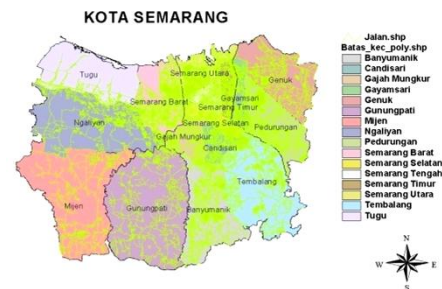 KOTA SEMARANG
Tugu
Semarang Utara
Genuk
Semarang Barat
Gayamsari
Semarang Timur
Ngaliyan
Semarang Selatan
Pedurungan
Gajah Mungkur
Candisari
Tembalang
Mijen
Gunungpati
Banyumanik
Jalan.shp
Batas_kec_poly.shp
Banyumanik
Candisari
Gajah Mungkur
Gayamsari
Genuk
Gunungpati
Mijen
Ngaliyan
Pedurungan
Semarang Barat
Semarang Selatan
Semarang Tengah
Semarang Timur
Semarang Utara
Tembalang
Tugu
N
W E
S